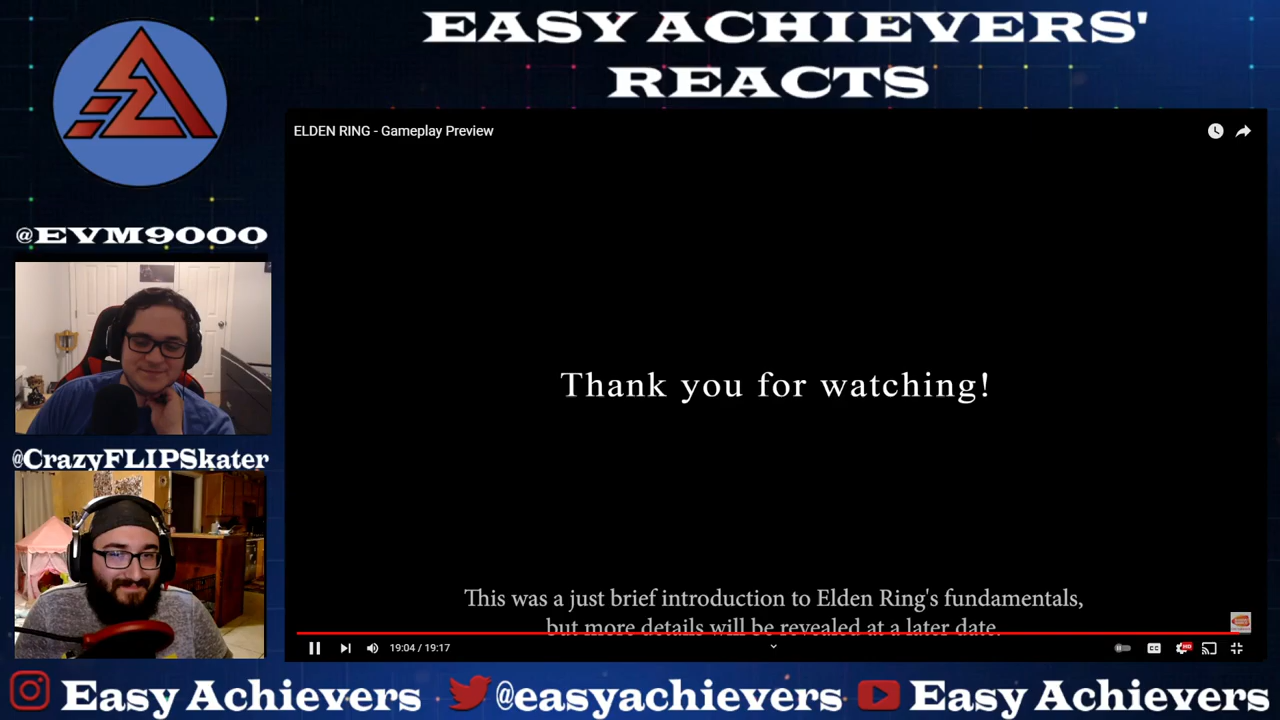 EASY ACHIEVERS'
REACTS
ELDEN RING - Gameplay Preview
@EVM9000
Thank you for watching!
@CrazyFLIPSkater
This was a just brief introduction to Elden Ring's fundamentals,
but more details will be revealed at a later date.
19:04 / 19:17
CC
HD
Easy Achievers
@easyachievers
Easy Achievers